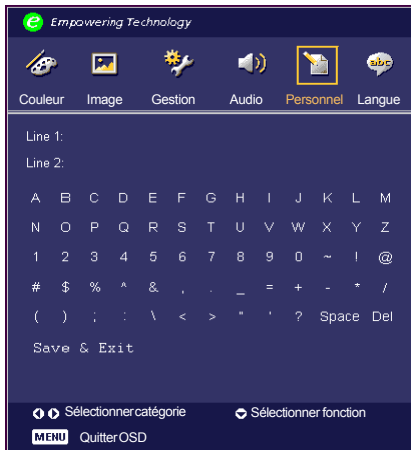 e Empowering Technology
Couleur Image Gestion Audio Personnel Langue
abc
Line 1:
Line 2:
A B C D E F G H I J K L M
N O P Q R S T U V W X Y Z
1 2 3 4 5 6 7 8 9 0 ~ ! @
# $ % ^ & , . _ = + - * /
( ) ; : \ < > " ' ? Space Del
Save & Exit
Sélectionner catégorie Sélectionner fonction
MENU Quitter OSD